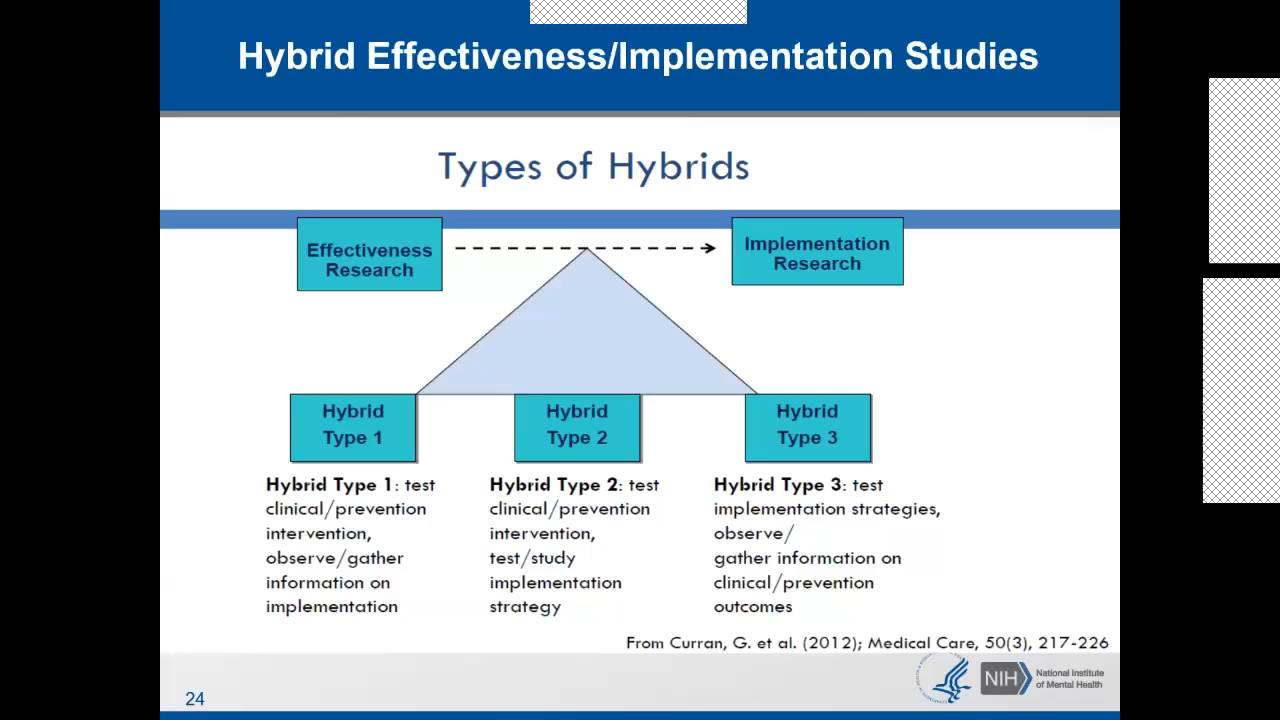 Hybrid Effectiveness/Implementation Studies
Types of Hybrids
Effectiveness
Research
Implementation
Research
Hybrid
Type 1
Hybrid
Type 2
Hybrid
Type 3
Hybrid Type 1: test
clinical/prevention
intervention,
observe/gather
information on
implementation
Hybrid Type 2: test
clinical/prevention
intervention,
test/study
implementation
strategy
Hybrid Type 3: test
implementation strategies,
observe/
gather information on
clinical/prevention
outcomes
From Curran, G. et al. (2012); Medical Care, 50(3), 217-226
NIH
National Institute
of Mental Health
24